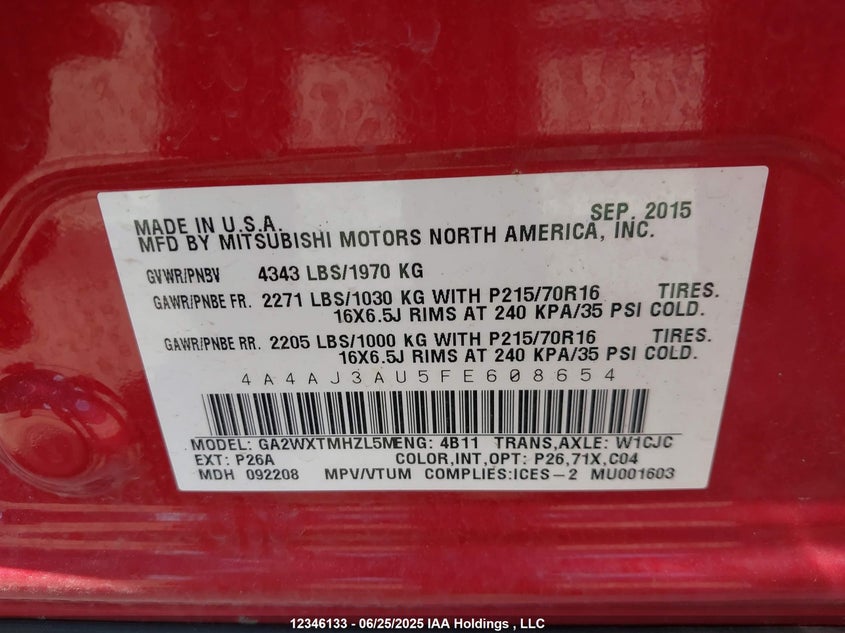 SEP. 2015
MADE IN U.S.A.
MFD BY MITSUBISHI MOTORS NORTH AMERICA, INC.
GVWR/PNBV 4343 LBS/1970 KG
GAWR/PNBE FR. 2271 LBS/1030 KG WITH P215/70R16 TIRES.
16X6.5J RIMS AT 240 KPA/35 PSI COLD.
GAWR/PNBE RR. 2205 LBS/1000 KG WITH P215/70R16 TIRES.
16X6.5J RIMS AT 240 KPA/35 PSI COLD.
4A4AJ3AU5FE608654
MODEL: GA2WXTMHZL5M ENG: 4B11 TRANS,AXLE: W1CJC
EXT: P26A COLOR,INT,OPT: P26,71X,C04
MDH 092208 MPV/VTUM COMPLIES:ICES-2 MU001603
12346133 - 06/25/2025 IAA Holdings , LLC